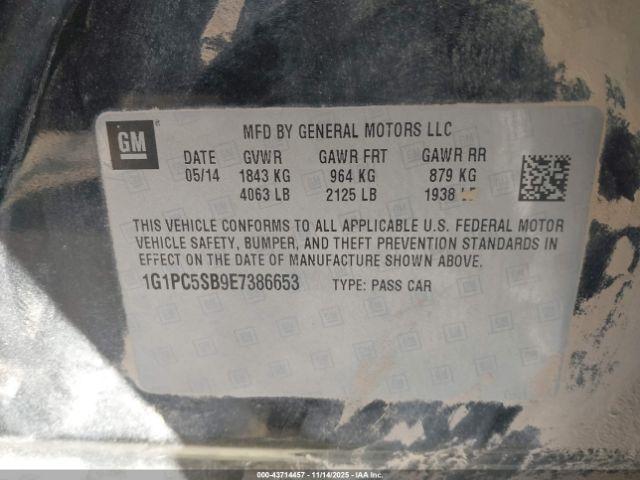 GM
MFD BY GENERAL MOTORS LLC
DATE GVWR GAWR FRT GAWR RR
05/14 1843 KG 964 KG 879 KG
4063 LB 2125 LB 1938
THIS VEHICLE CONFORMS TO ALL APPLICABLE U.S. FEDERAL MOTOR
VEHICLE SAFETY, BUMPER, AND THEFT PREVENTION STANDARDS IN
EFFECT ON THE DATE OF MANUFACTURE SHOWN ABOVE.
1G1PC5SB9E7386653 TYPE: PASS CAR
000-43714457 - 11/14/2025 - IAAC, Inc.